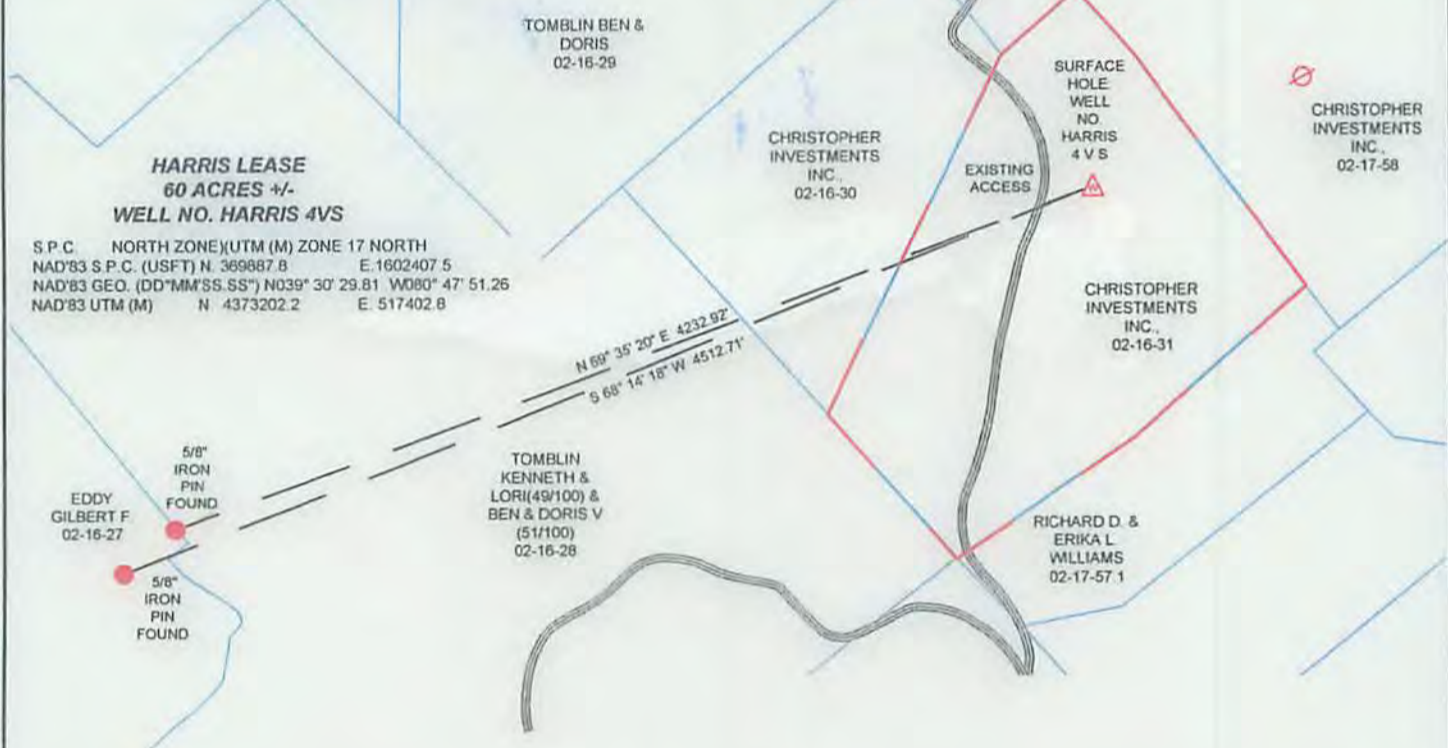 TOMBLIN BEN &
DORIS
02-16-29
SURFACE
HOLE
WELL
NO.
HARRIS
4 V S
CHRISTOPHER
INVESTMENTS
INC.,
02-17-58
CHRISTOPHER
INVESTMENTS
INC.,
02-16-30
EXISTING
ACCESS
HARRIS LEASE
60 ACRES +/-
WELL NO. HARRIS 4VS
S.P.C. NORTH ZONE)(UTM (M) ZONE 17 NORTH
NAD'83 S.P.C. (USFT) N. 369887.8 E.1602407.5
NAD'83 GEO. (DD°MM'SS.SS") N039° 30' 29.81 W080° 47' 51.26
NAD'83 UTM (M) N 4373202.2 E. 517402.8
CHRISTOPHER
INVESTMENTS
INC.,
02-16-31
N 69° 35' 20" E 4232.92'
S 68° 14' 18" W 4512.71'
5/8"
IRON
PIN
FOUND
EDDY
GILBERT F.
02-16-27
TOMBLIN
KENNETH &
LORI(49/100) &
BEN & DORIS V
(51/100)
02-16-28
RICHARD D. &
ERIKA L.
WILLIAMS
02-17-57.1
5/8"
IRON
PIN
FOUND